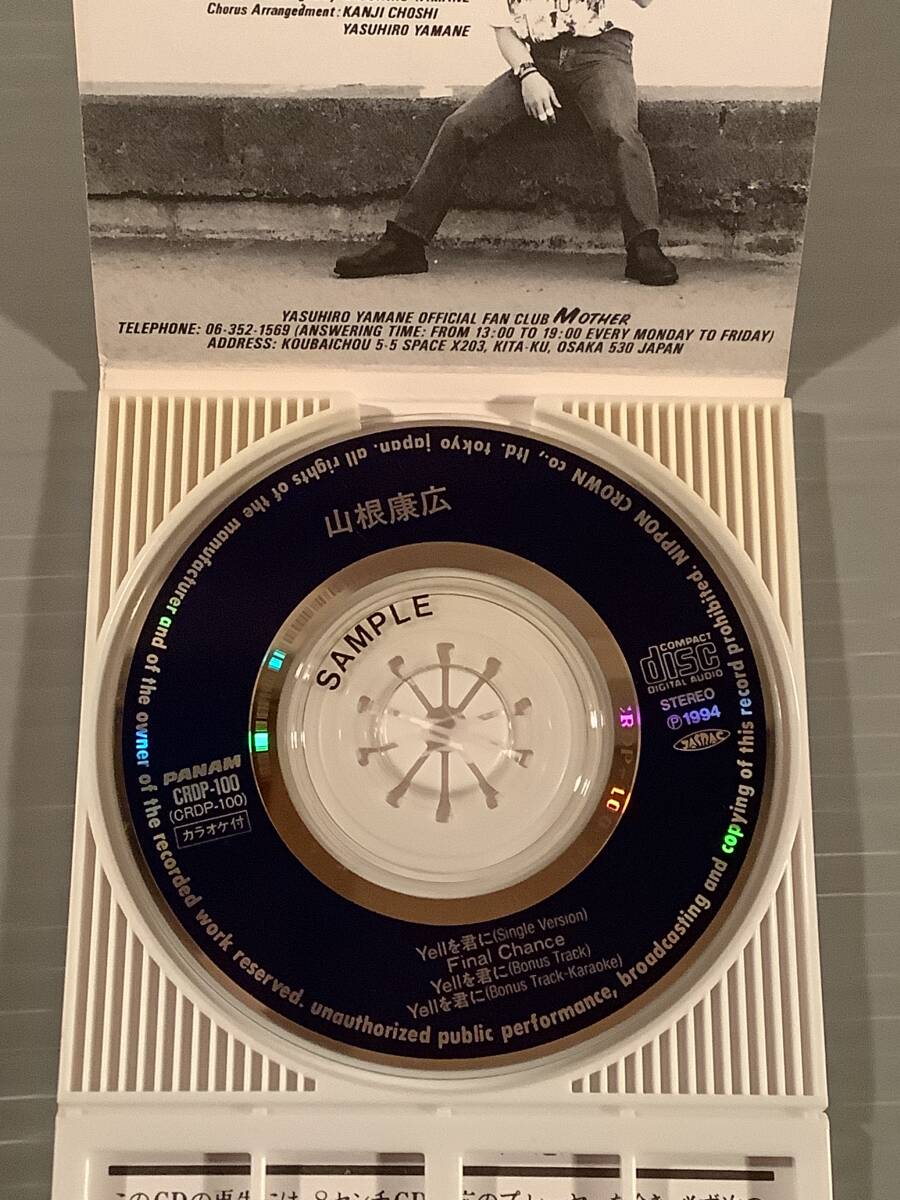 Chorus Arrangedment: KANJI CHOSHI
YASUHIRO YAMANE
YASUHIRO YAMANE OFFICIAL FAN CLUB MOTHER
TELEPHONE: 06-352-1569 (ANSWERING TIME: FROM 13:00 TO 19:00 EVERY MONDAY TO FRIDAY)
ADDRESS: KOUBAICHOU 5-5 SPACE X203, KITA-KU, OSAKA 530 JAPAN
NIPPON CROWN co., ltd. tokyo japan. all rights of the manufacturer and of the owner of the recorded work reserved. unauthorized public performance, broadcasting and copying of this record prohibited.
山根康広
SAMPLE
COMPACT
disc
DIGITAL AUDIO
STEREO
Ⓟ1994
JASRAC
PANAM
CRDP-100
(CRDP-100)
カラオケ付
Yellを君に(Single Version)
Final Chance
Yellを君に(Bonus Track)
Yellを君に(Bonus Track-Karaoke)